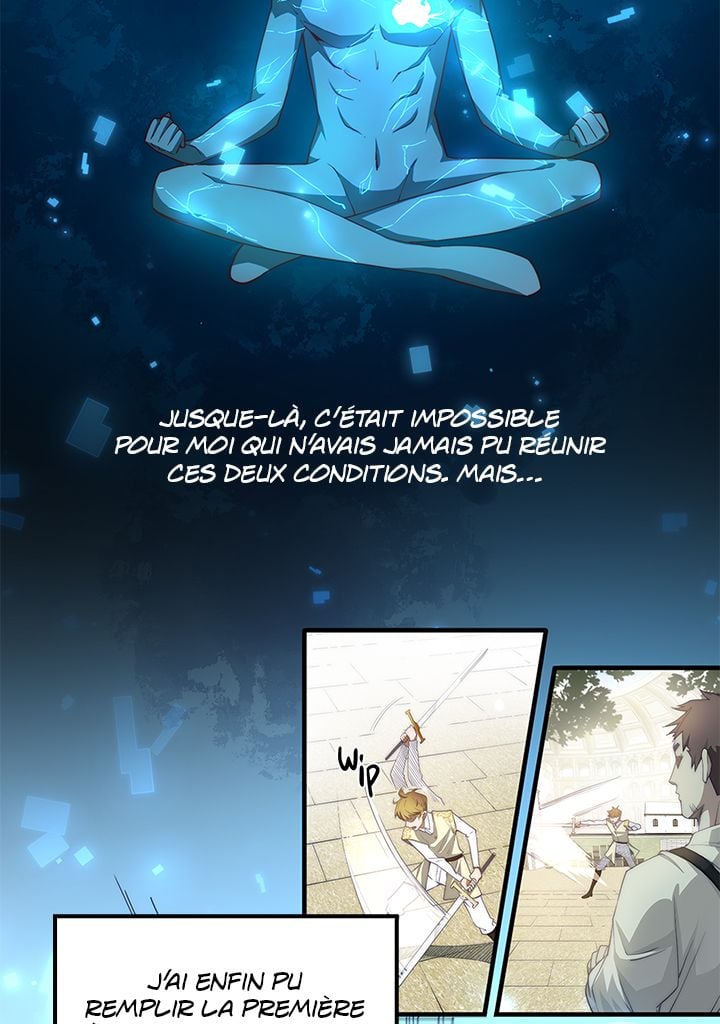 JUSQUE-LÀ, C'ÉTAIT IMPOSSIBLE
POUR MOI QUI N'AVAIS JAMAIS PU RÉUNIR
CES DEUX CONDITIONS. MAIS...
WIP
J'AI ENFIN PU
REMPLIR LA PREMIÈRE